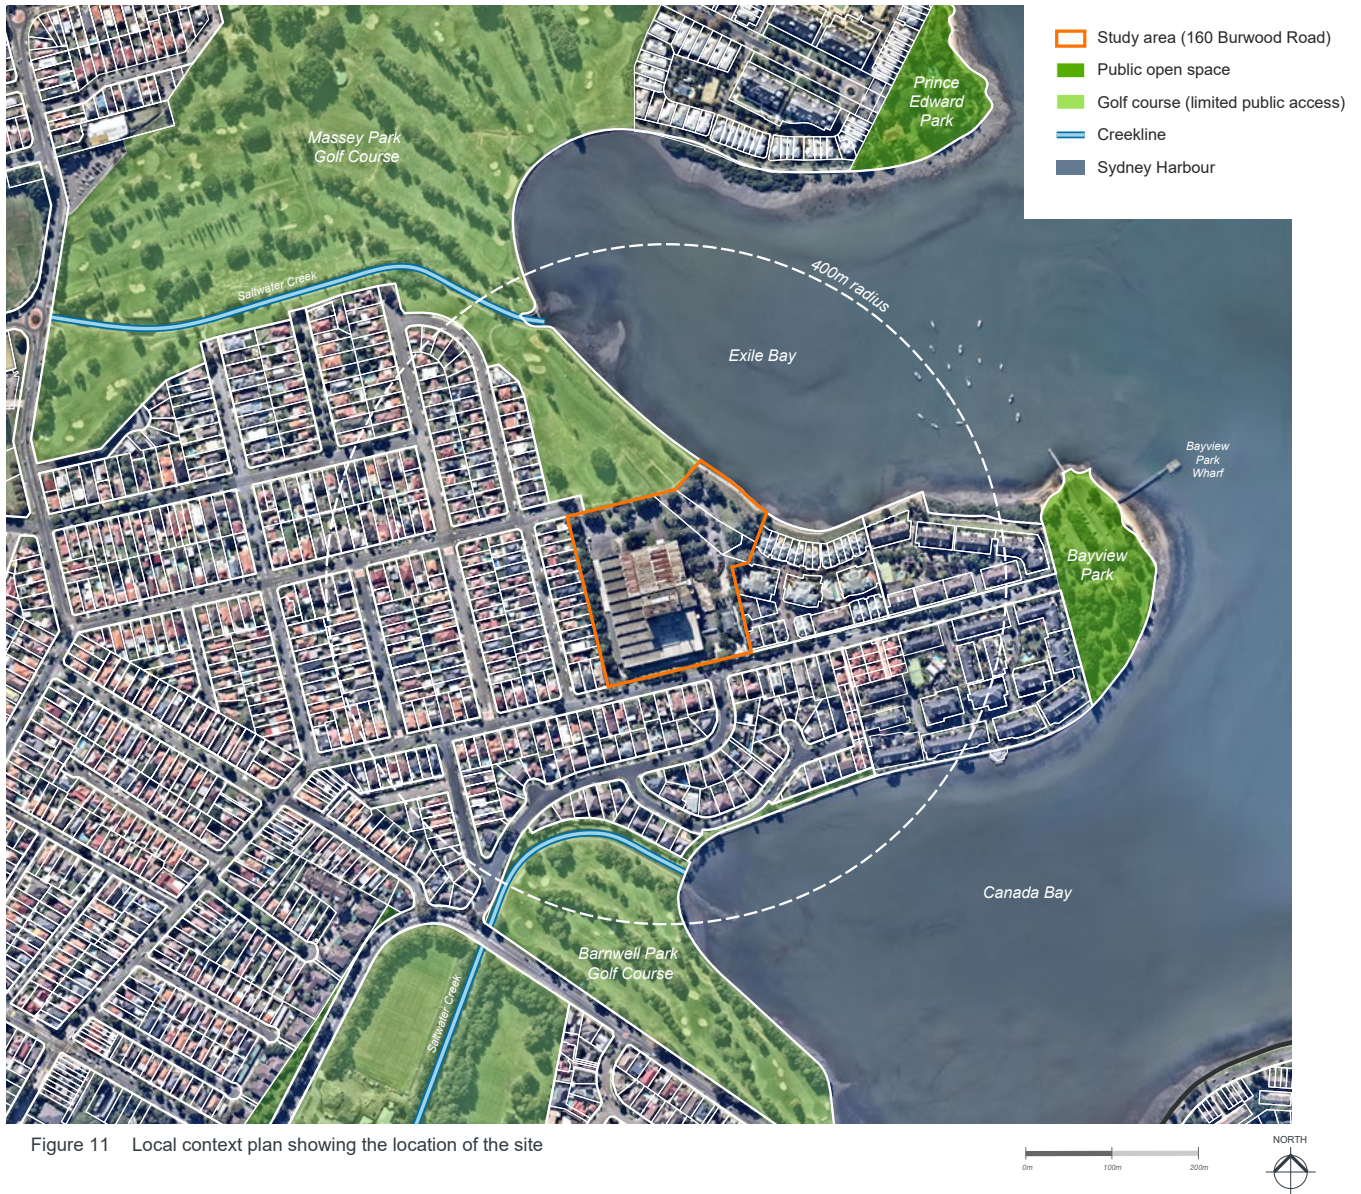 Study area (160 Burwood Road)
Public open space
Golf course (limited public access)
Creekline
Sydney Harbour
Prince
Edward
Park
Massey Park
Golf Course
Saltwater Creek
400m radius
Exile Bay
Bayview
Park
Wharf
Bayview
Park
Canada Bay
Barnwell Park
Golf Course
Saltwater Creek
Figure 11 Local context plan showing the location of the site
0m 100m 200m
NORTH